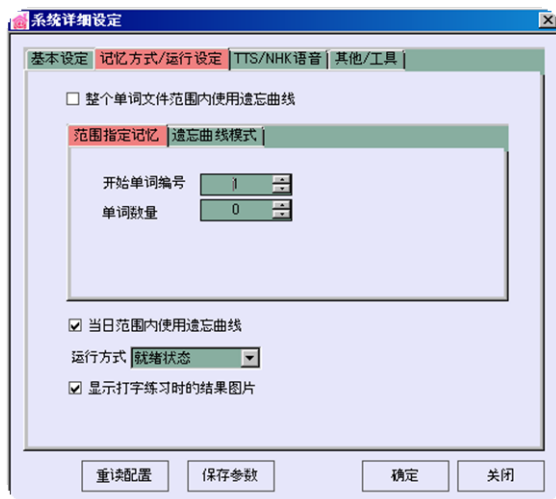 系统详细设定
基本设定 记忆方式/运行设定 TTS/NHK语音 其他/工具
整个单词文件范围内使用遗忘曲线
范围指定记忆 遗忘曲线模式
开始单词编号 1
单词数量 0
当日范围内使用遗忘曲线
运行方式 就绪状态
显示打字练习时的结果图片
重读配置 保存参数 确定 关闭